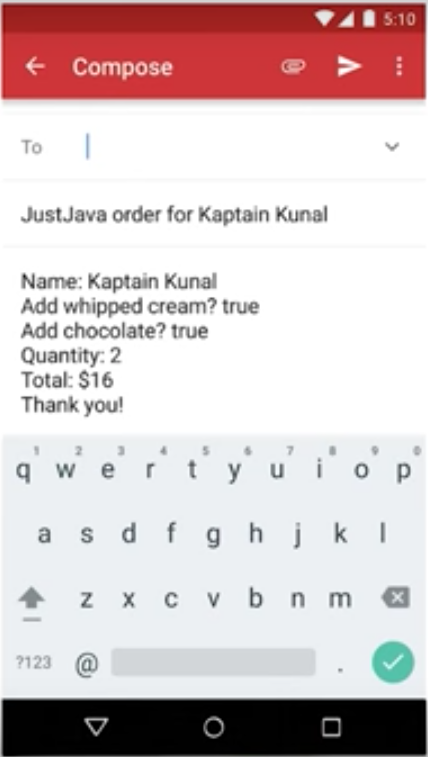 5:10
Compose
To
JustJava order for Kaptain Kunal
Name: Kaptain Kunal
Add whipped cream? true
Add chocolate? true
Quantity: 2
Total: $16
Thank you!
1 2 3 4 5 6 7 8 9 0
q w e r t y u i o p
a s d f g h j k l
z x c v b n m
?123 @ .